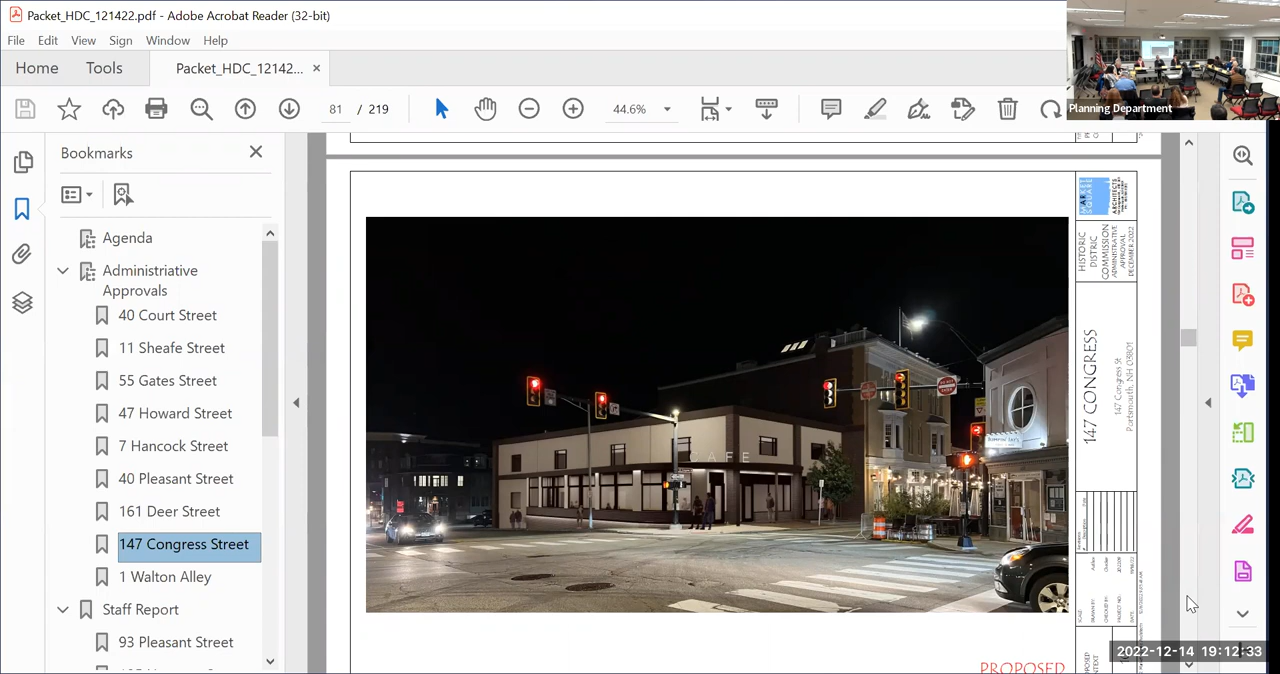 Packet_HDC_121422.pdf - Adobe Acrobat Reader (32-bit)
File Edit View Sign Window Help
Home Tools Packet_HDC_12142... ×
81 / 219 44.6%
Planning Department
Bookmarks
Agenda
Administrative
Approvals
40 Court Street
11 Sheafe Street
55 Gates Street
47 Howard Street
7 Hancock Street
40 Pleasant Street
161 Deer Street
147 Congress Street
1 Walton Alley
Staff Report
93 Pleasant Street
CAFE
MARKET
SQUARE
ARCHITECTS
HISTORIC
DISTRIC
COMMISSION
ADMINISTRATIVE
APPROVAL
DECEMBER 2022
147 CONGRESS
147 Congress St
Portsmouth, NH 03801
PROPOSED
2022-12-14 19:12:33